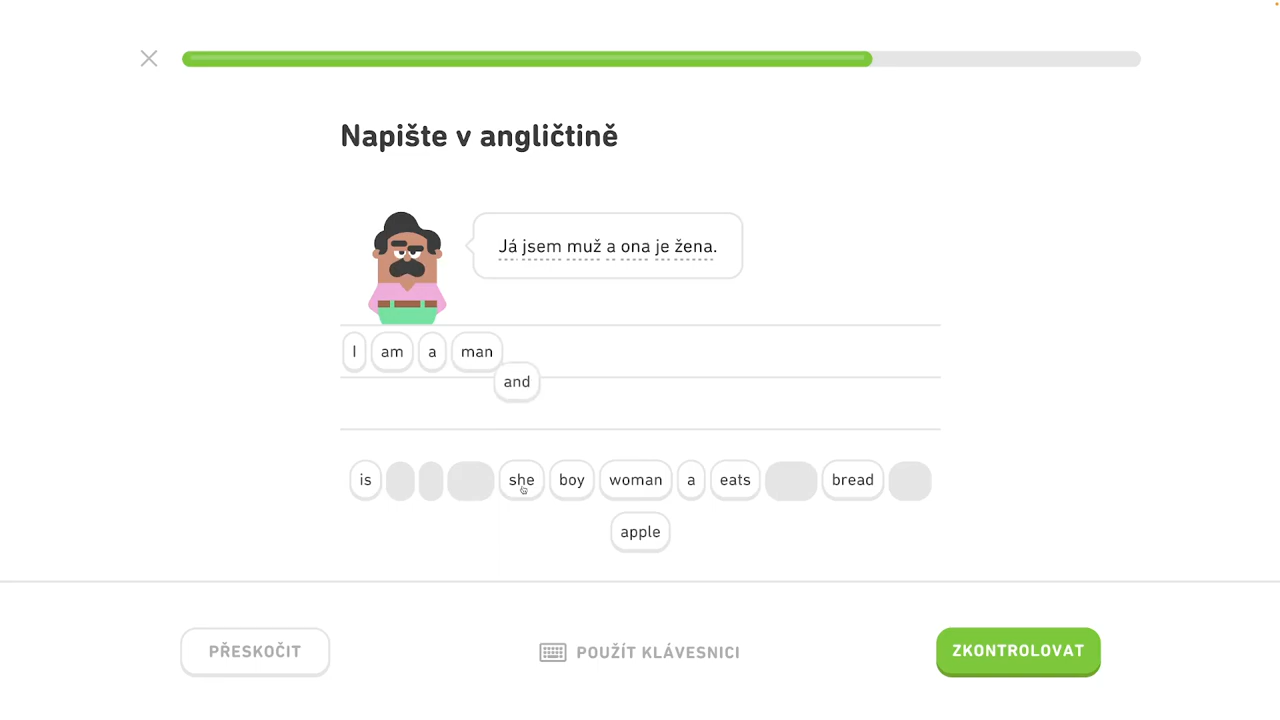 Napište v angličtině
Já jsem muž a ona je žena.
I am a man
and
is she boy woman a eats bread
apple
PŘESKOČIT POUŽÍT KLÁVESNICI ZKONTROLOVAT